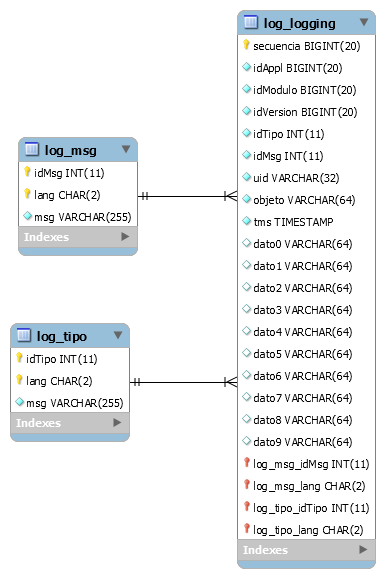 log_msg
idMsg INT(11)
lang CHAR(2)
msg VARCHAR(255)
Indexes
log_tipo
idTipo INT(11)
lang CHAR(2)
msg VARCHAR(255)
Indexes
log_logging
secuencia BIGINT(20)
idAppl BIGINT(20)
idModulo BIGINT(20)
idVersion BIGINT(20)
idTipo INT(11)
idMsg INT(11)
uid VARCHAR(32)
objeto VARCHAR(64)
tms TIMESTAMP
dato0 VARCHAR(64)
dato1 VARCHAR(64)
dato2 VARCHAR(64)
dato3 VARCHAR(64)
dato4 VARCHAR(64)
dato5 VARCHAR(64)
dato6 VARCHAR(64)
dato7 VARCHAR(64)
dato8 VARCHAR(64)
dato9 VARCHAR(64)
log_msg_idMsg INT(11)
log_msg_lang CHAR(2)
log_tipo_idTipo INT(11)
log_tipo_lang CHAR(2)
Indexes